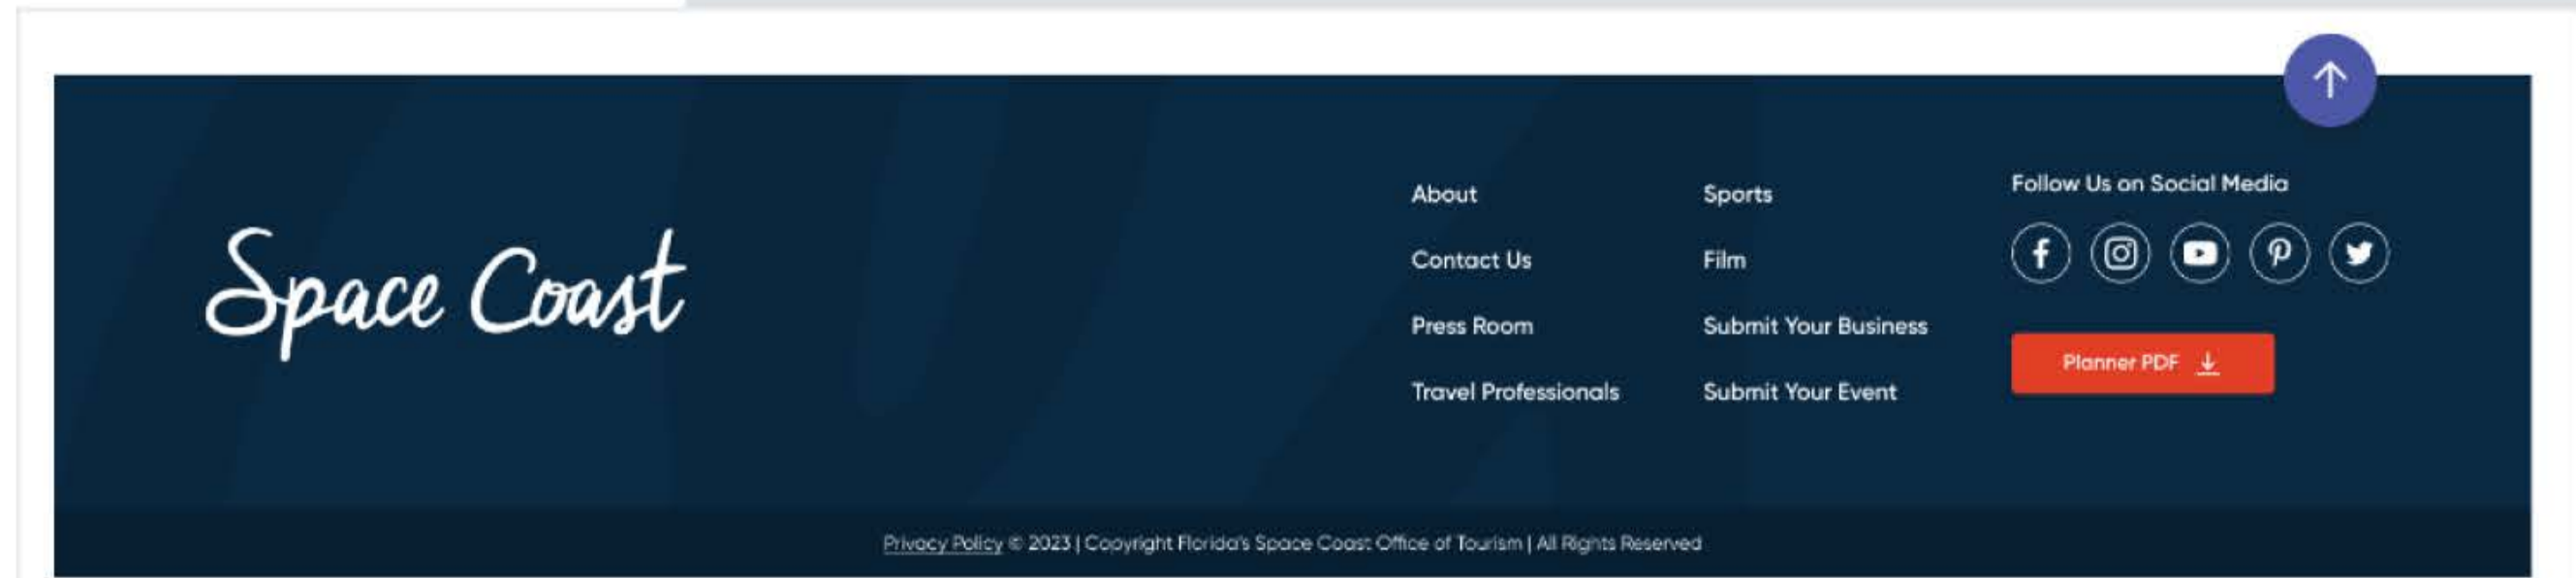 Space Coast
About
Contact Us
Press Room
Travel Professionals
Sports
Film
Submit Your Business
Submit Your Event
Follow Us on Social Media
Planner PDF
Privacy Policy © 2023 | Copyright Florida's Space Coast Office of Tourism | All Rights Reserved